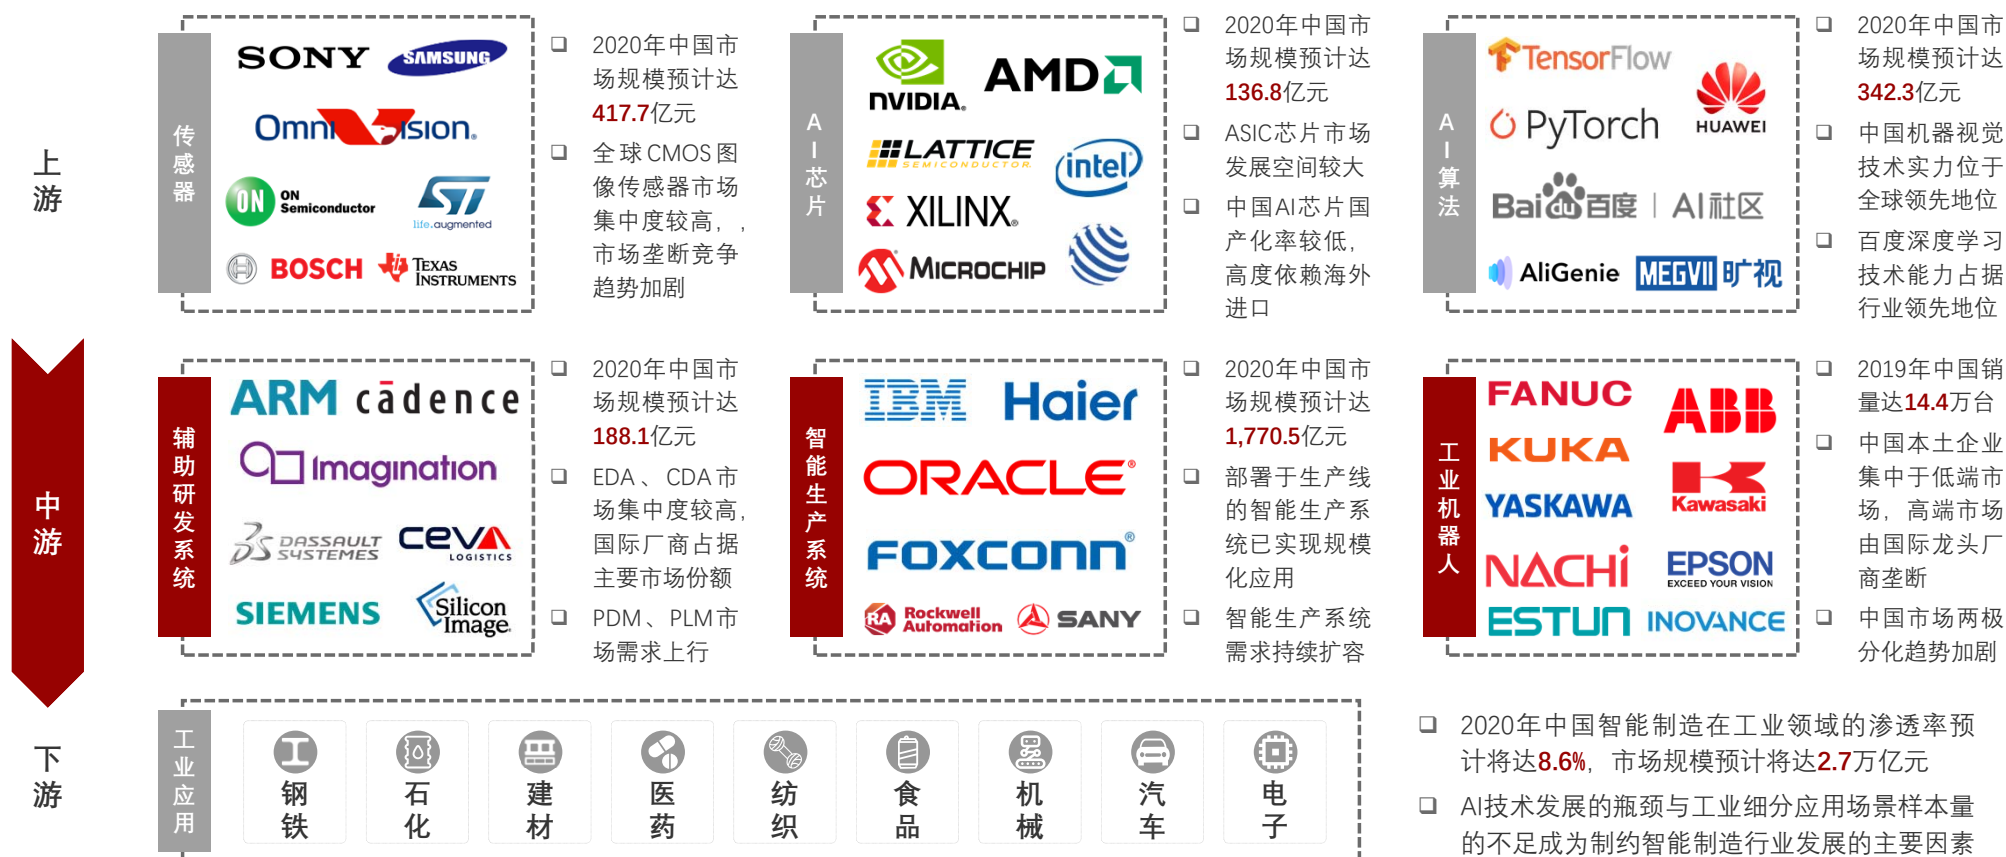 上
游
传
感
器
SONY
SAMSUNG
OmniVision.
ON
ON
Semiconductor
ST
life.augmented
BOSCH
TEXAS
INSTRUMENTS
2020年中国市
场规模预计达
417.7亿元
全球CMOS图
像传感器市场
集中度较高，,
市场垄断竞争
趋势加剧
A
I
芯
片
NVIDIA.
AMD
LATTICE
SEMICONDUCTOR.
intel
XILINX.
MICROCHIP
2020年中国市
场规模预计达
136.8亿元
ASIC芯片市场
发展空间较大
中国AI芯片国
产化率较低，
高度依赖海外
进口
A
I
算
法
TensorFlow
PyTorch
HUAWEI
Bai du 百度 | AI社区
AliGenie
MEGVII 旷视
2020年中国市
场规模预计达
342.3亿元
中国机器视觉
技术实力位于
全球领先地位
百度深度学习
技术能力占据
行业领先地位
中
游
辅
助
研
发
系
统
ARM
cādence
Imagination
DASSAULT
SYSTEMES
CEVA
LOGISTICS
SIEMENS
Silicon
Image
2020年中国市
场规模预计达
188.1亿元
EDA、CDA市
场集中度较高，
国际厂商占据
主要市场份额
PDM、PLM市
场需求上行
智
能
生
产
系
统
IBM
Haier
ORACLE®
FOXCONN®
RA
Rockwell
Automation
SANY
2020年中国市
场规模预计达
1,770.5亿元
部署于生产线
的智能生产系
统已实现规模
化应用
智能生产系统
需求持续扩容
工
业
机
器
人
FANUC
ABB
KUKA
Kawasaki
YASKAWA
NACHi
EPSON
EXCEED YOUR VISION
ESTUN
INOVANCE
2019年中国销
量达14.4万台
中国本土企业
集中于低端市
场，高端市场
由国际龙头厂
商垄断
中国市场两极
分化趋势加剧
下
游
工
业
应
用
钢
铁
石
化
建
材
医
药
纺
织
食
品
机
械
汽
车
电
子
2020年中国智能制造在工业领域的渗透率预
计将达8.6%，市场规模预计将达2.7万亿元
AI技术发展的瓶颈与工业细分应用场景样本量
的不足成为制约智能制造行业发展的主要因素